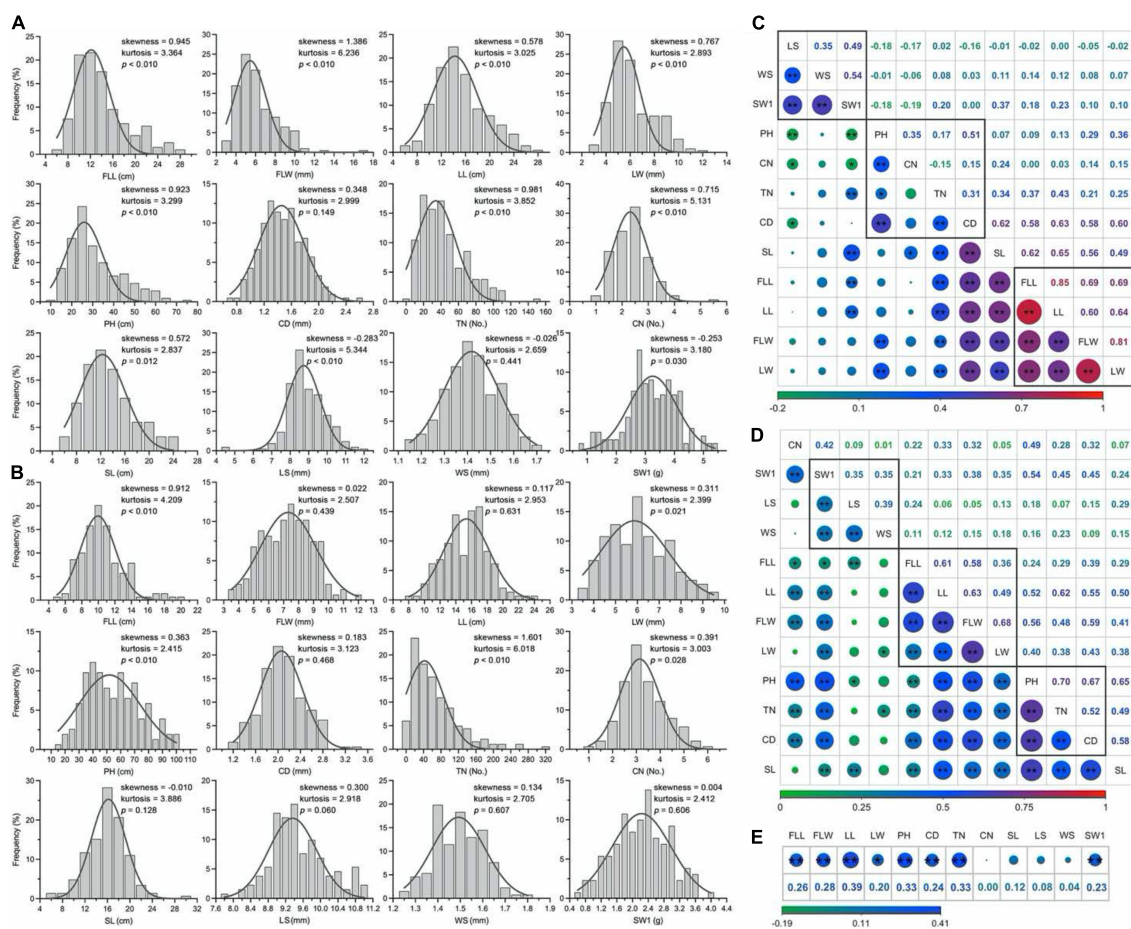 A
skewness = 0.945
kurtosis = 3.364
p < 0.010
Frequency (%)
FLL (cm)
skewness = 1.386
kurtosis = 6.236
p < 0.010
FLW (mm)
skewness = 0.578
kurtosis = 3.025
p < 0.010
LL (cm)
skewness = 0.767
kurtosis = 2.893
p < 0.010
LW (mm)
skewness = 0.923
kurtosis = 3.299
p < 0.010
Frequency (%)
PH (cm)
skewness = 0.348
kurtosis = 2.999
p = 0.149
CD (mm)
skewness = 0.981
kurtosis = 3.852
p < 0.010
TN (No.)
skewness = 0.715
kurtosis = 5.131
p < 0.010
CN (No.)
skewness = 0.572
kurtosis = 2.837
p = 0.012
Frequency (%)
SL (cm)
skewness = -0.283
kurtosis = 5.344
p < 0.010
LS (mm)
skewness = -0.026
kurtosis = 2.659
p = 0.441
WS (mm)
skewness = -0.253
kurtosis = 3.180
p = 0.030
SW1 (g)
B
skewness = 0.912
kurtosis = 4.209
p < 0.010
Frequency (%)
FLL (cm)
skewness = 0.022
kurtosis = 2.507
p = 0.439
FLW (mm)
skewness = 0.117
kurtosis = 2.953
p = 0.631
LL (cm)
skewness = 0.311
kurtosis = 2.399
p = 0.021
LW (mm)
skewness = 0.363
kurtosis = 2.415
p < 0.010
Frequency (%)
PH (cm)
skewness = 0.183
kurtosis = 3.123
p = 0.468
CD (mm)
skewness = 1.601
kurtosis = 6.018
p < 0.010
TN (No.)
skewness = 0.391
kurtosis = 3.003
p = 0.028
CN (No.)
skewness = -0.010
kurtosis = 3.886
p = 0.128
Frequency (%)
SL (cm)
skewness = 0.300
kurtosis = 2.918
p = 0.060
LS (mm)
skewness = 0.134
kurtosis = 2.705
p = 0.607
WS (mm)
skewness = 0.004
kurtosis = 2.412
p = 0.606
SW1 (g)
C
LS 0.35 0.49 -0.18 -0.17 0.02 -0.16 -0.01 -0.02 0.00 -0.05 -0.02
WS ** WS 0.54 -0.01 -0.06 0.08 0.03 0.11 0.14 0.12 0.08 0.07
SW1 ** ** SW1 -0.18 -0.19 0.20 0.00 0.37 0.18 0.23 0.10 0.10
PH ** ** PH 0.35 0.17 0.51 0.07 0.09 0.13 0.29 0.36
CN * * ** CN -0.15 0.15 0.24 0.00 0.03 0.14 0.15
TN ** * TN 0.31 0.34 0.37 0.43 0.21 0.25
CD * ** ** CD 0.62 0.58 0.63 0.58 0.60
SL ** * ** ** SL 0.62 0.65 0.56 0.49
FLL ** ** ** ** FLL 0.85 0.69 0.69
LL ** ** ** ** ** LL 0.60 0.64
FLW ** ** ** ** ** ** FLW 0.81
LW ** ** ** ** ** ** ** LW
-0.2 0.1 0.4 0.7 1
D
CN 0.42 0.09 0.01 0.22 0.33 0.32 0.05 0.49 0.28 0.32 0.07
SW1 ** SW1 0.35 0.35 0.21 0.33 0.38 0.35 0.54 0.45 0.45 0.24
LS ** LS 0.39 0.24 0.06 0.05 0.13 0.18 0.07 0.15 0.29
WS ** ** WS 0.11 0.12 0.15 0.18 0.16 0.23 0.09 0.15
FLL * * ** FLL 0.61 0.58 0.36 0.24 0.29 0.39 0.29
LL ** ** ** LL 0.63 0.49 0.52 0.62 0.55 0.50
FLW ** ** ** ** FLW 0.68 0.56 0.48 0.59 0.41
LW ** * ** ** ** LW 0.40 0.38 0.43 0.38
PH ** ** * ** ** ** ** PH 0.70 0.67 0.65
TN ** ** * ** ** ** ** ** TN 0.52 0.49
CD ** ** ** ** ** ** ** ** CD 0.58
SL ** ** ** ** ** ** ** ** ** SL
0 0.25 0.5 0.75 1
E
FLL FLW LL LW PH CD TN CN SL LS WS SW1
** ** ** * ** ** ** **
0.26 0.28 0.39 0.20 0.33 0.24 0.33 0.00 0.12 0.08 0.04 0.23
-0.19 0.11 0.41